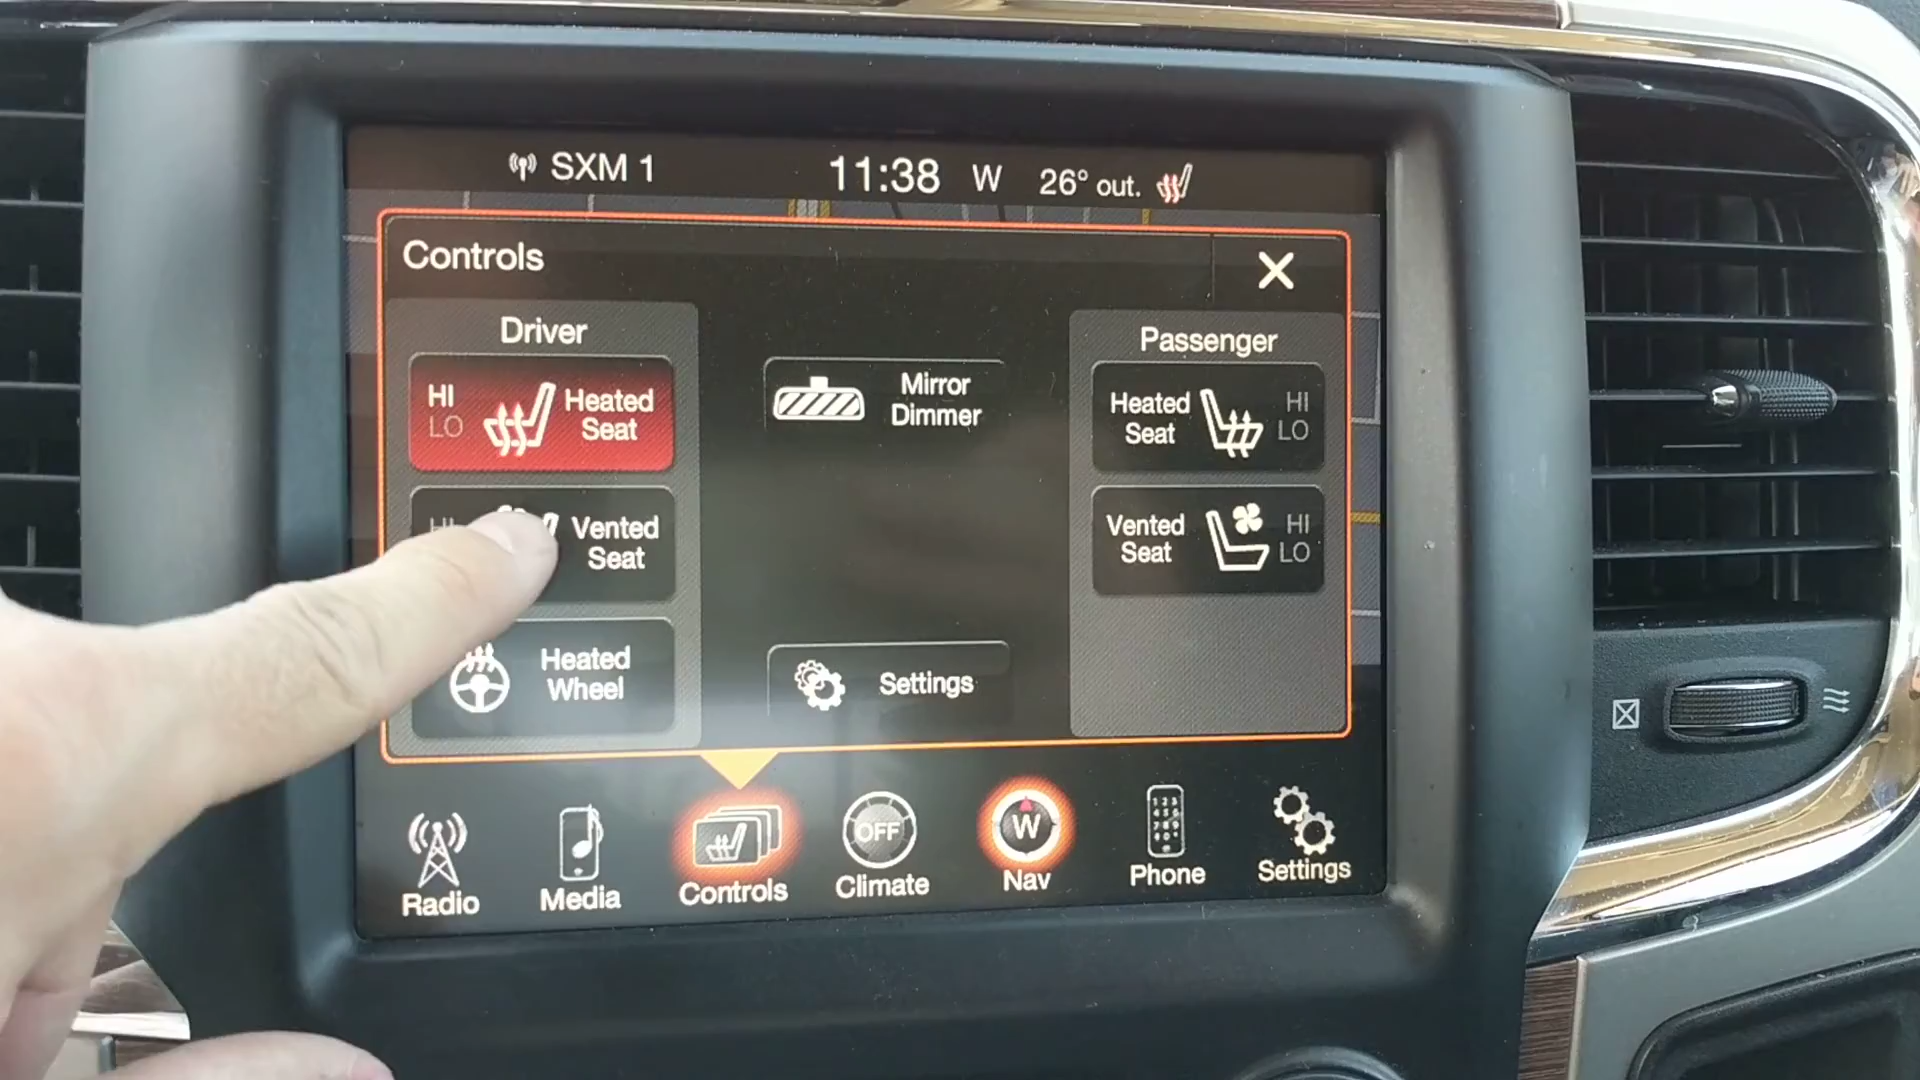 SXM 1 11:38 W 26° out.
Controls
Driver
HI
LO
Heated
Seat
Vented
Seat
Heated
Wheel
Mirror
Dimmer
Settings
Passenger
Heated
Seat
HI
LO
Vented
Seat
HI
LO
Radio
Media
Controls
OFF
Climate
W
Nav
Phone
Settings